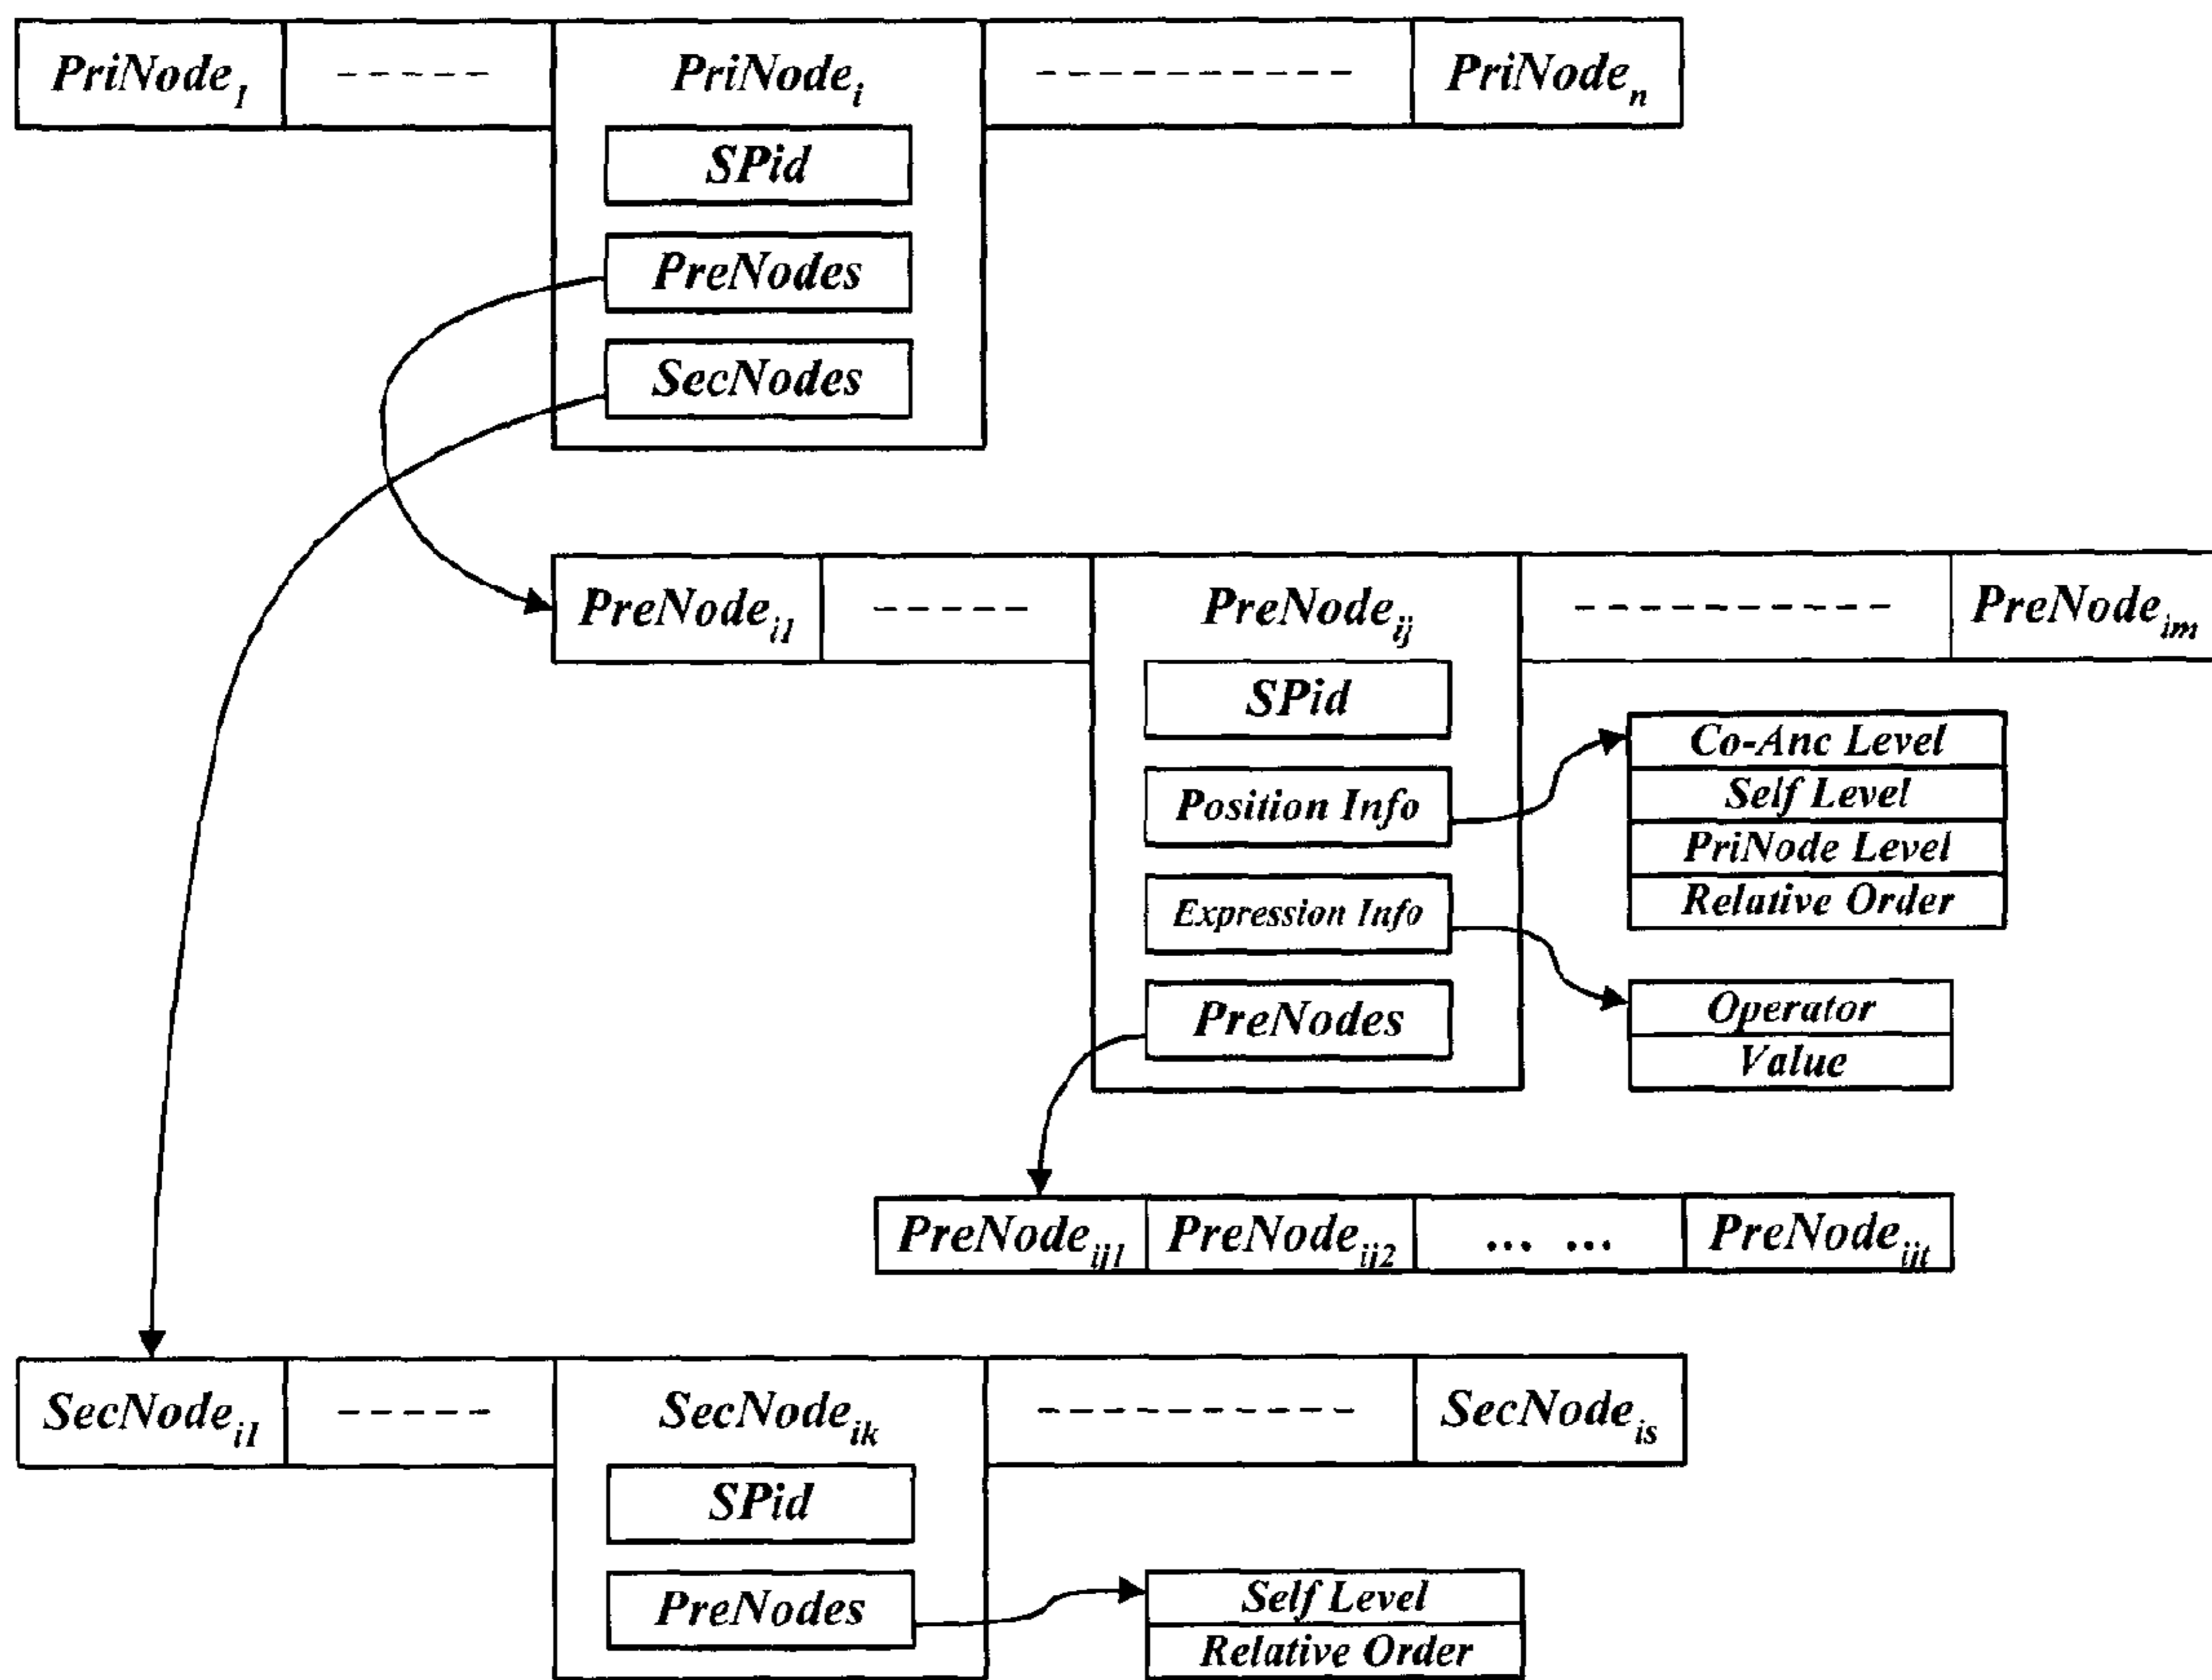 PriNode1 ----- PriNodei ---------- PriNoden
SPid
PreNodes
SecNodes
PreNodei1 ----- PreNodeij ---------- PreNodeim
SPid
Position Info
Expression Info
PreNodes
Co-Anc Level
Self Level
PriNode Level
Relative Order
Operator
Value
PreNodeij1 PreNodeij2 ... ... PreNodeijt
SecNodei1 ----- SecNodeik ---------- SecNodeis
SPid
PreNodes
Self Level
Relative Order